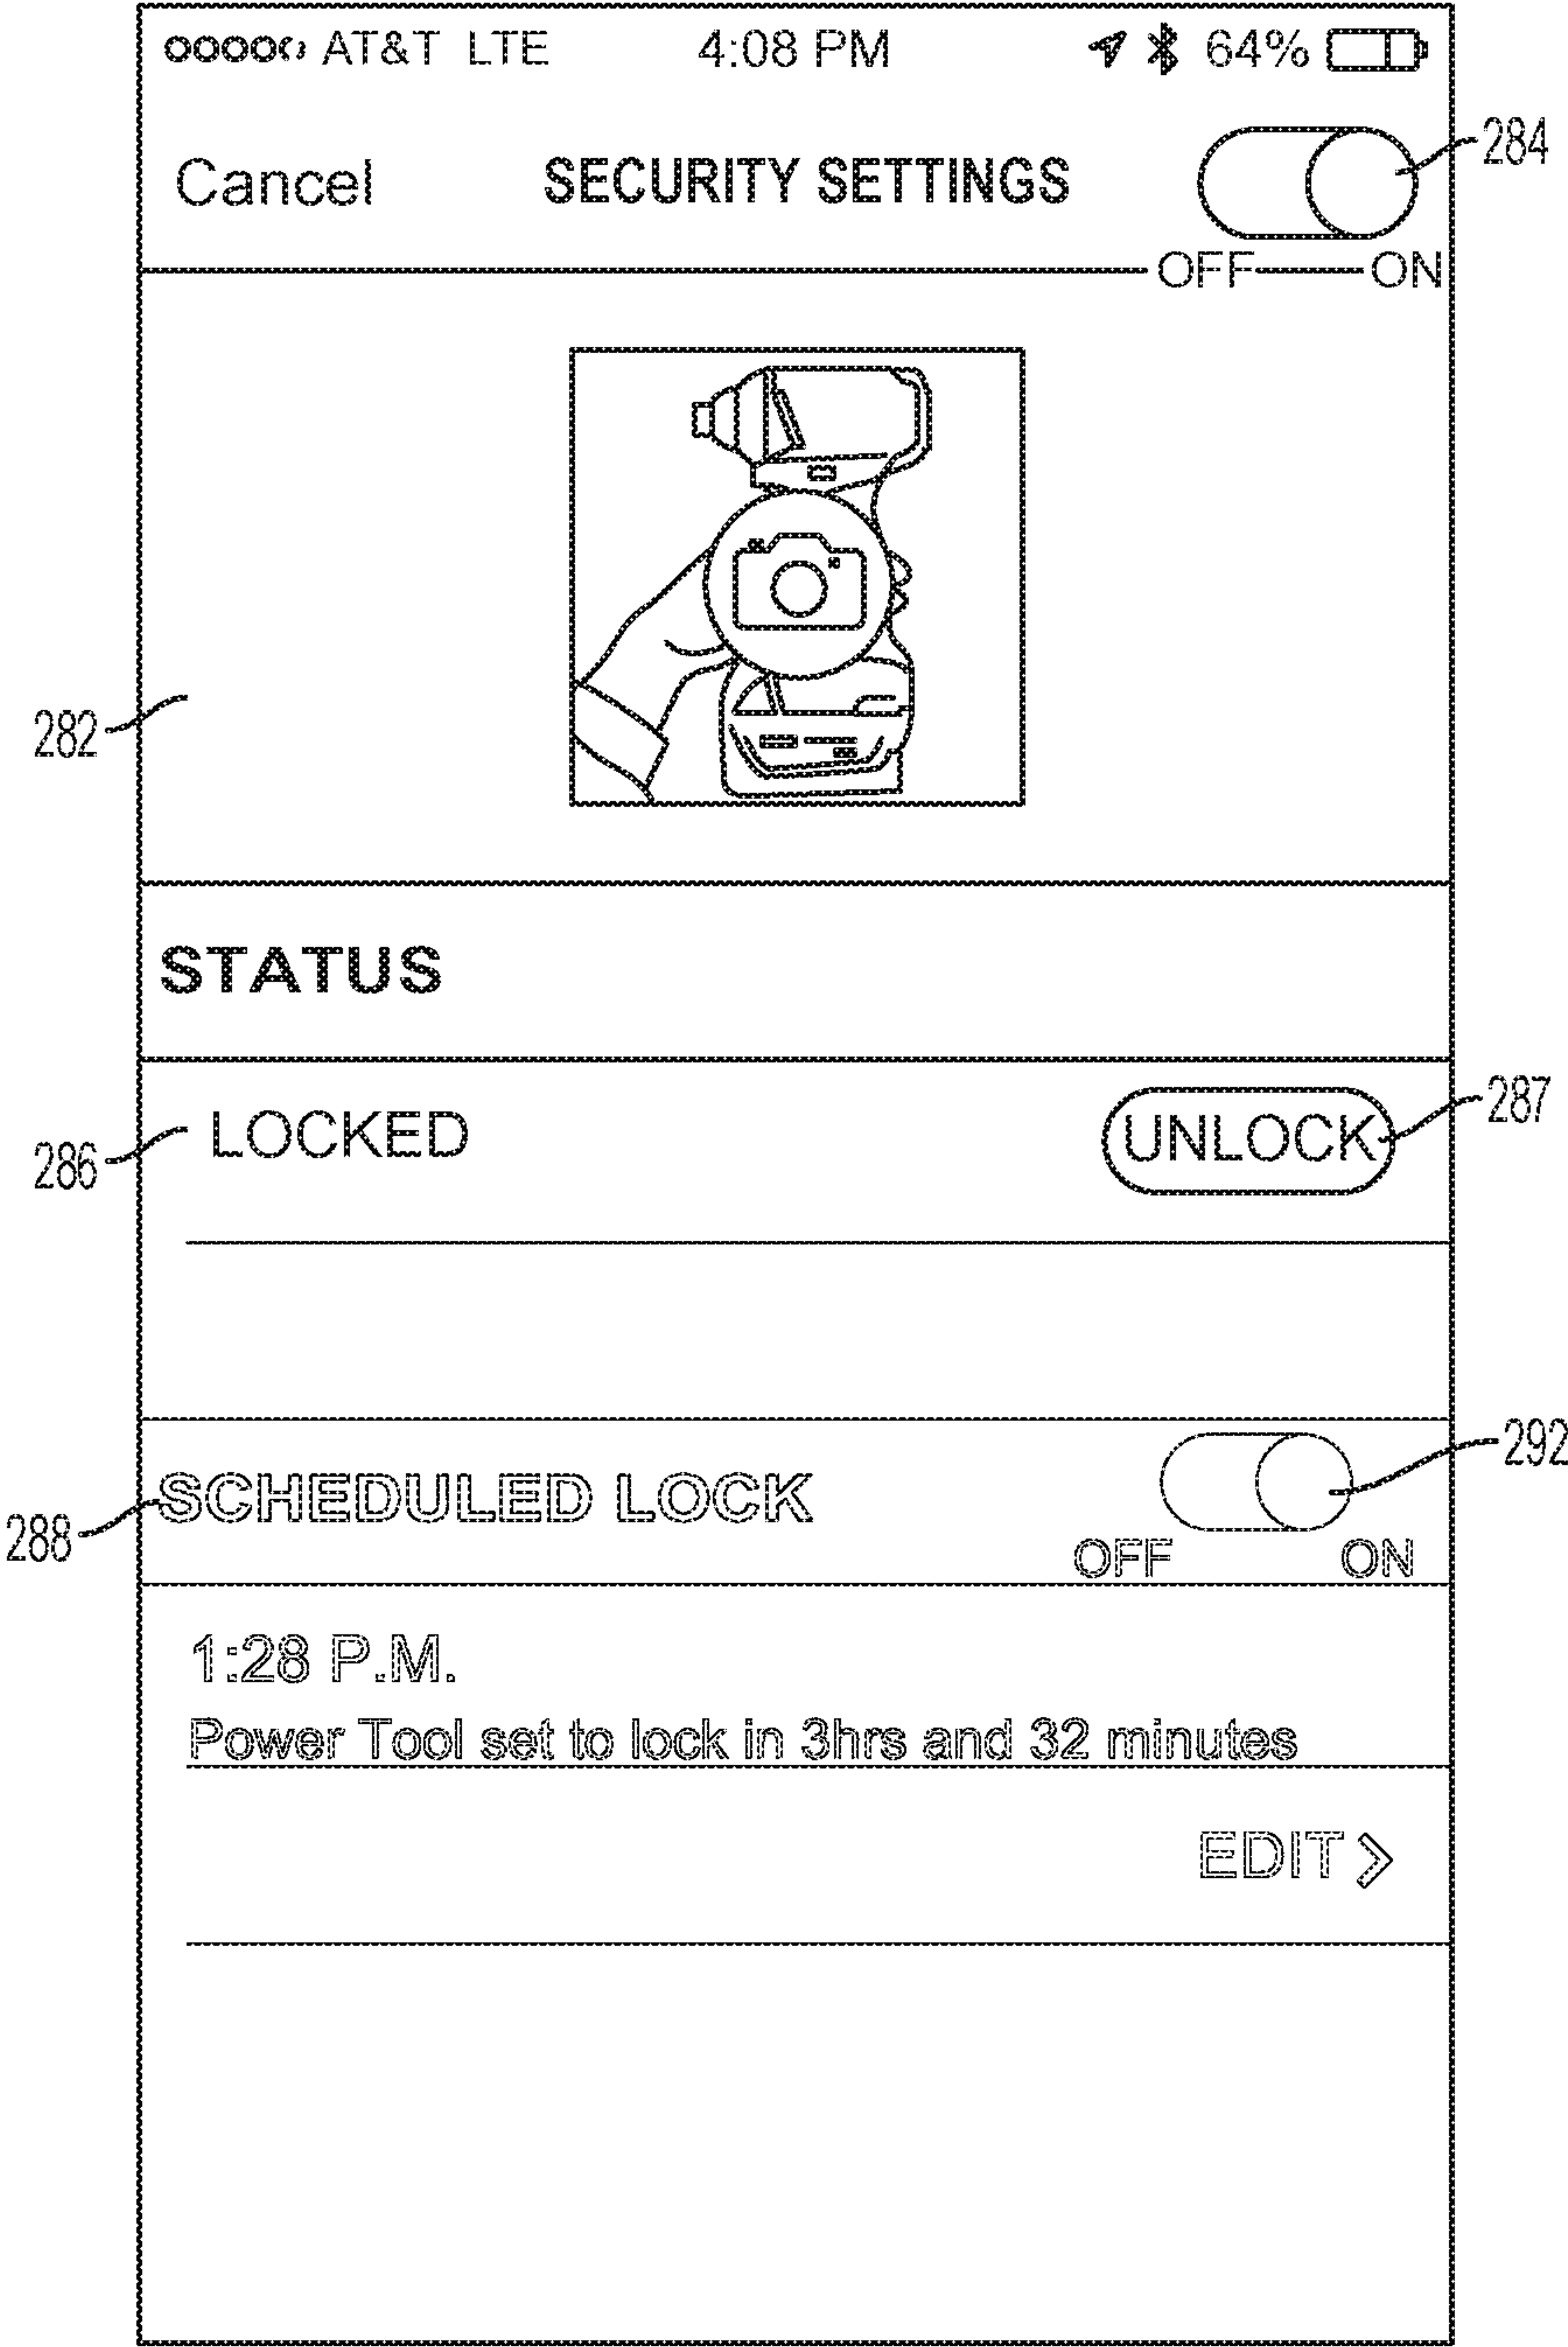 AT&T LTE 4:08 PM 64%
284
Cancel SECURITY SETTINGS
OFF ON
282
STATUS
287
LOCKED UNLOCK
286
292
SCHEDULED LOCK
288
OFF ON
1:28 P.M.
Power Tool set to lock in 3hrs and 32 minutes
EDIT >